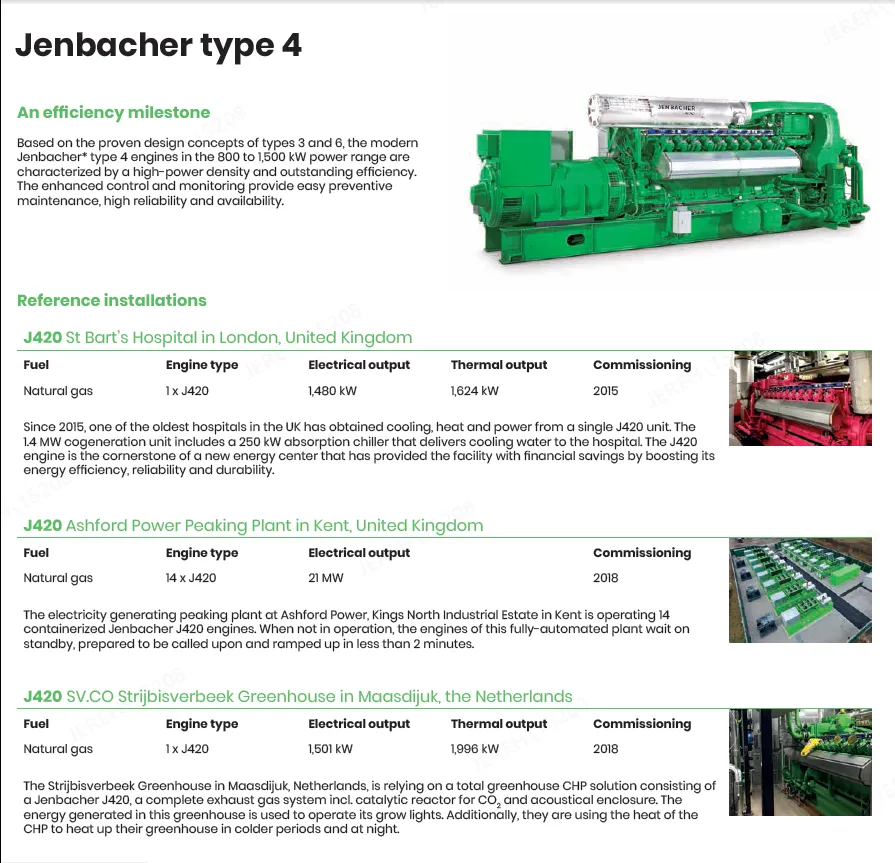 Jenbacher type 4
An efficiency milestone
Based on the proven design concepts of types 3 and 6, the modern
Jenbacher* type 4 engines in the 800 to 1,500 kW power range are
characterized by a high-power density and outstanding efficiency.
The enhanced control and monitoring provide easy preventive
maintenance, high reliability and availability.
JENBACHER
Reference installations
J420 St Bart's Hospital in London, United Kingdom
Fuel Engine type Electrical output Thermal output Commissioning
Natural gas 1 x J420 1,480 kW 1,624 kW 2015
Since 2015, one of the oldest hospitals in the UK has obtained cooling, heat and power from a single J420 unit. The
1.4 MW cogeneration unit includes a 250 kW absorption chiller that delivers cooling water to the hospital. The J420
engine is the cornerstone of a new energy center that has provided the facility with financial savings by boosting its
energy efficiency, reliability and durability.
J420 Ashford Power Peaking Plant in Kent, United Kingdom
Fuel Engine type Electrical output Commissioning
Natural gas 14 x J420 21 MW 2018
The electricity generating peaking plant at Ashford Power, Kings North Industrial Estate in Kent is operating 14
containerized Jenbacher J420 engines. When not in operation, the engines of this fully-automated plant wait on
standby, prepared to be called upon and ramped up in less than 2 minutes.
J420 SV.CO Strijbisverbeek Greenhouse in Maasdijuk, the Netherlands
Fuel Engine type Electrical output Thermal output Commissioning
Natural gas 1 x J420 1,501 kW 1,996 kW 2018
The Strijbisverbeek Greenhouse in Maasdijuk, Netherlands, is relying on a total greenhouse CHP solution consisting of
a Jenbacher J420, a complete exhaust gas system incl. catalytic reactor for CO₂ and acoustical enclosure. The
energy generated in this greenhouse is used to operate its grow lights. Additionally, they are using the heat of the
CHP to heat up their greenhouse in colder periods and at night.